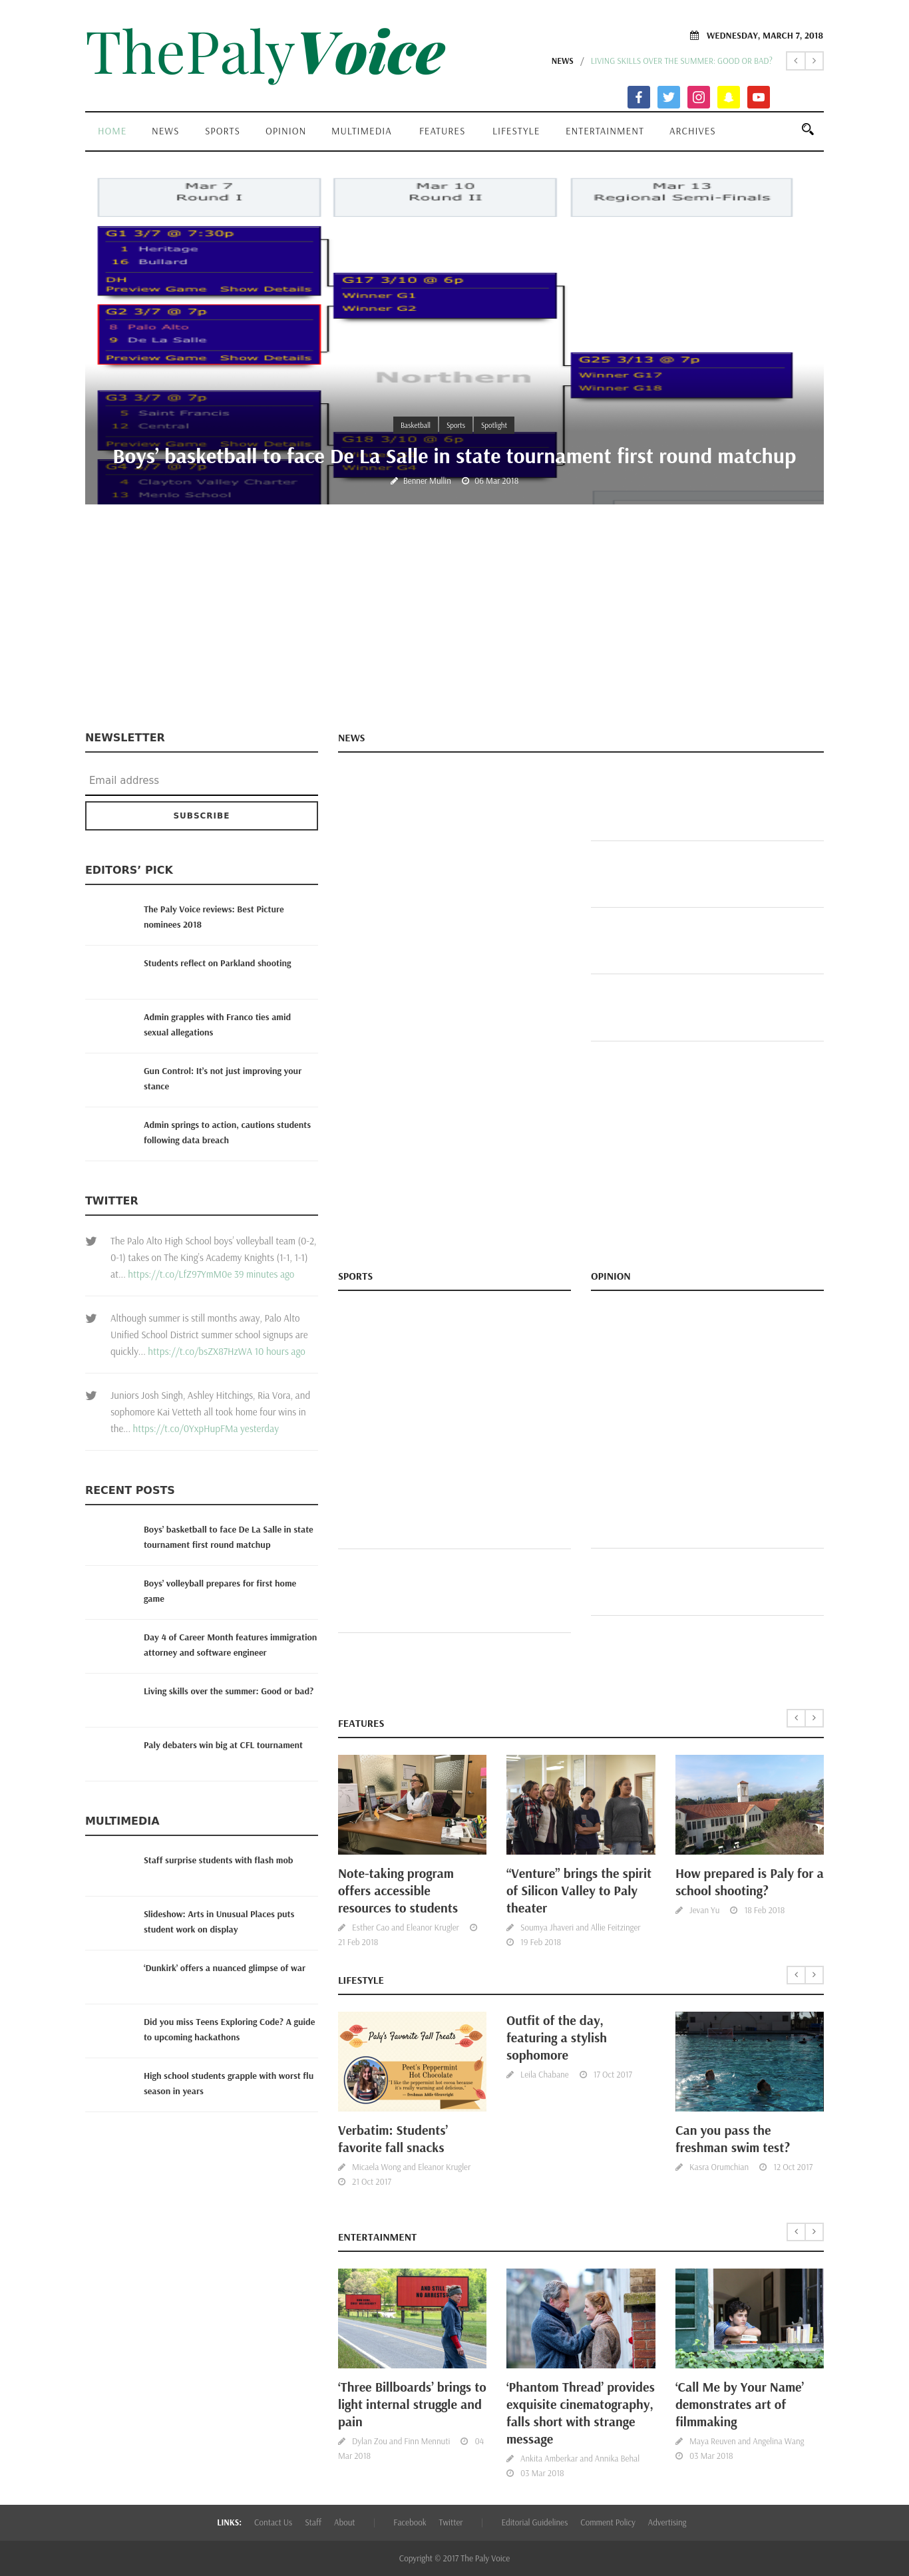 ThePalyVoice
WEDNESDAY, MARCH 7, 2018
NEWS / LIVING SKILLS OVER THE SUMMER: GOOD OR BAD?
HOME NEWS SPORTS OPINION MULTIMEDIA FEATURES LIFESTYLE ENTERTAINMENT ARCHIVES
Mar 7 Mar 10 Mar 13
Round I Round II Regional Semi-Finals
G1 3/7 @ 7:30p
1 Heritage
16 Bullard
DH
Preview Game Show Details
G2 3/7 @ 7p
8 Palo Alto
9 De La Salle
Preview Game Show Details
G3 3/7 @ 7p
5 Saint Francis
12 Central
Preview Game Show Details
G4 3/7 @ 7p
4 Clayton Valley Charter
13 Menlo School
G17 3/10 @ 6p
Winner G1
Winner G2
G18 3/10 @ 6p
Winner G4
G25 3/13 @ 7p
Winner G17
Winner G18
Northern
Basketball Sports Spotlight
Boys’ basketball to face De La Salle in state tournament first round matchup
Benner Mullin 06 Mar 2018
NEWSLETTER
Email address
SUBSCRIBE
EDITORS’ PICK
The Paly Voice reviews: Best Picture
nominees 2018
Students reflect on Parkland shooting
Admin grapples with Franco ties amid
sexual allegations
Gun Control: It’s not just improving your
stance
Admin springs to action, cautions students
following data breach
TWITTER
The Palo Alto High School boys’ volleyball team (0-2,
0-1) takes on The King’s Academy Knights (1-1, 1-1)
at... https://t.co/LfZ97YmM0e 39 minutes ago
Although summer is still months away, Palo Alto
Unified School District summer school signups are
quickly... https://t.co/bsZX87HzWA 10 hours ago
Juniors Josh Singh, Ashley Hitchings, Ria Vora, and
sophomore Kai Vetteth all took home four wins in
the... https://t.co/0YxpHupFMa yesterday
RECENT POSTS
Boys’ basketball to face De La Salle in state
tournament first round matchup
Boys’ volleyball prepares for first home
game
Day 4 of Career Month features immigration
attorney and software engineer
Living skills over the summer: Good or bad?
Paly debaters win big at CFL tournament
MULTIMEDIA
Staff surprise students with flash mob
Slideshow: Arts in Unusual Places puts
student work on display
‘Dunkirk’ offers a nuanced glimpse of war
Did you miss Teens Exploring Code? A guide
to upcoming hackathons
High school students grapple with worst flu
season in years
NEWS
SPORTS
OPINION
FEATURES
Note-taking program
offers accessible
resources to students
Esther Cao and Eleanor Krugler
21 Feb 2018
“Venture” brings the spirit
of Silicon Valley to Paly
theater
Soumya Jhaveri and Allie Feitzinger
19 Feb 2018
How prepared is Paly for a
school shooting?
Jevan Yu 18 Feb 2018
LIFESTYLE
Paly's Favorite Fall Treats
Peet's Peppermint
Hot Chocolate
Verbatim: Students’
favorite fall snacks
Micaela Wong and Eleanor Krugler
21 Oct 2017
Outfit of the day,
featuring a stylish
sophomore
Leila Chabane 17 Oct 2017
Can you pass the
freshman swim test?
Kasra Orumchian 12 Oct 2017
ENTERTAINMENT
AND STILL
NO ARRESTS?
‘Three Billboards’ brings to
light internal struggle and
pain
Dylan Zou and Finn Mennuti 04
Mar 2018
‘Phantom Thread’ provides
exquisite cinematography,
falls short with strange
message
Ankita Amberkar and Annika Behal
03 Mar 2018
‘Call Me by Your Name’
demonstrates art of
filmmaking
Maya Reuven and Angelina Wang
03 Mar 2018
LINKS: Contact Us Staff About | Facebook Twitter | Editorial Guidelines Comment Policy Advertising
Copyright © 2017 The Paly Voice